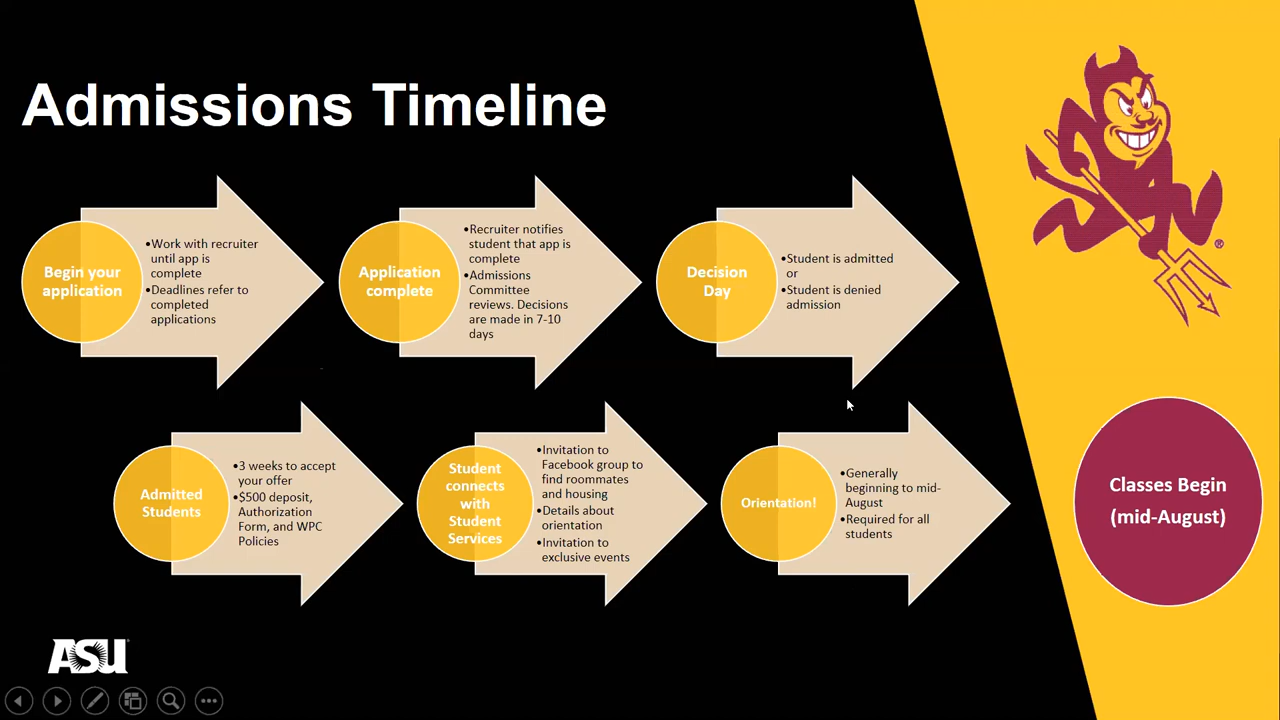 Admissions Timeline
Begin your
application
•Work with recruiter
until app is
complete
•Deadlines refer to
completed
applications
Application
complete
•Recruiter notifies
student that app is
complete
•Admissions
Committee
reviews. Decisions
are made in 7-10
days
Decision
Day
•Student is admitted
or
•Student is denied
admission
Admitted
Students
•3 weeks to accept
your offer
•$500 deposit,
Authorization
Form, and WPC
Policies
Student
connects
with
Student
Services
•Invitation to
Facebook group to
find roommates
and housing
•Details about
orientation
•Invitation to
exclusive events
Orientation!
•Generally
beginning to mid-
August
•Required for all
students
Classes Begin
(mid-August)
ASU
®